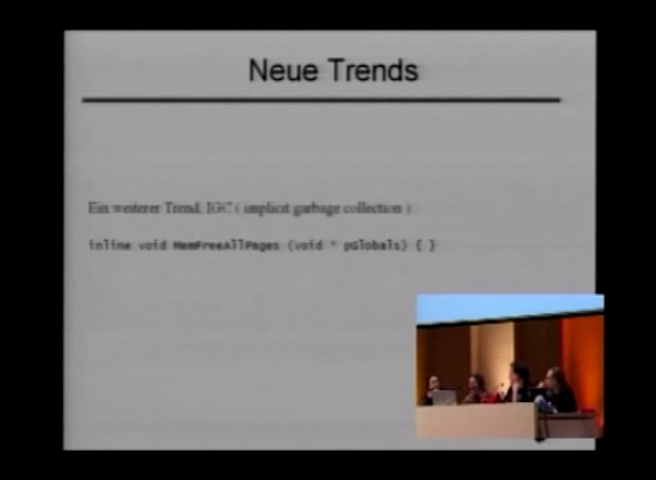 Neue Trends
Ein weiterer Trend, IGC ( implicit garbage collection )
inline void MemFreeAllPages (void * pGlobals) { }